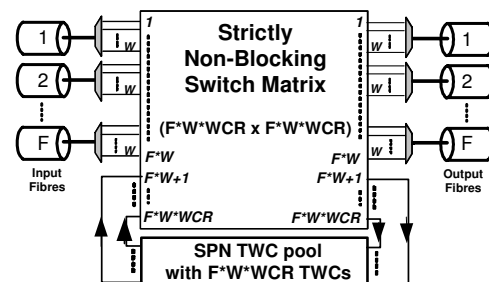 1
2
F
Input
Fibres
W
W
W
1
Strictly
Non-Blocking
Switch Matrix
(F*W*WCR x F*W*WCR)
F*W
F*W+1
F*W*WCR
F*W
F*W+1
F*W*WCR
1
W
W
W
1
2
F
Output
Fibres
SPN TWC pool
with F*W*WCR TWCs